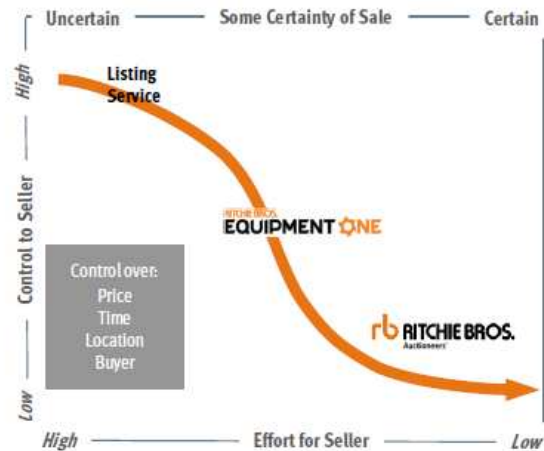 Uncertain Some Certainty of Sale Certain
High
Control to Seller
Low
Listing
Service
RITCHIE BROS.
EQUIPMENT ONE
Control over:
Price
Time
Location
Buyer
rb RITCHIE BROS.
Auctioneers
High Effort for Seller Low